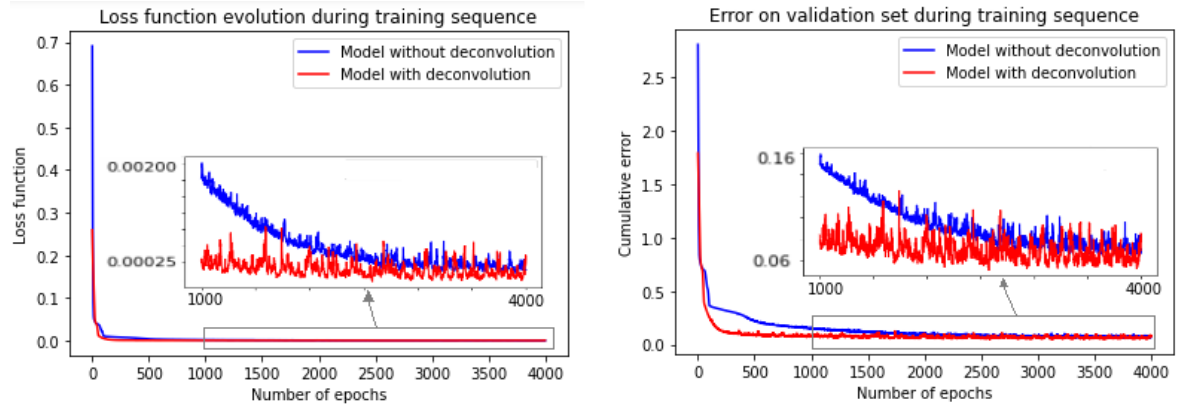 Loss function evolution during training sequence
0.7
0.6
0.5
0.4
0.3
0.2
0.1
0.0
Loss function
Model without deconvolution
Model with deconvolution
0.00200
0.00025
1000
4000
0 500 1000 1500 2000 2500 3000 3500 4000
Number of epochs
Error on validation set during training sequence
2.5
2.0
1.5
1.0
0.5
0.0
Cumulative error
Model without deconvolution
Model with deconvolution
0.16
0.06
1000
4000
0 500 1000 1500 2000 2500 3000 3500 4000
Number of epochs